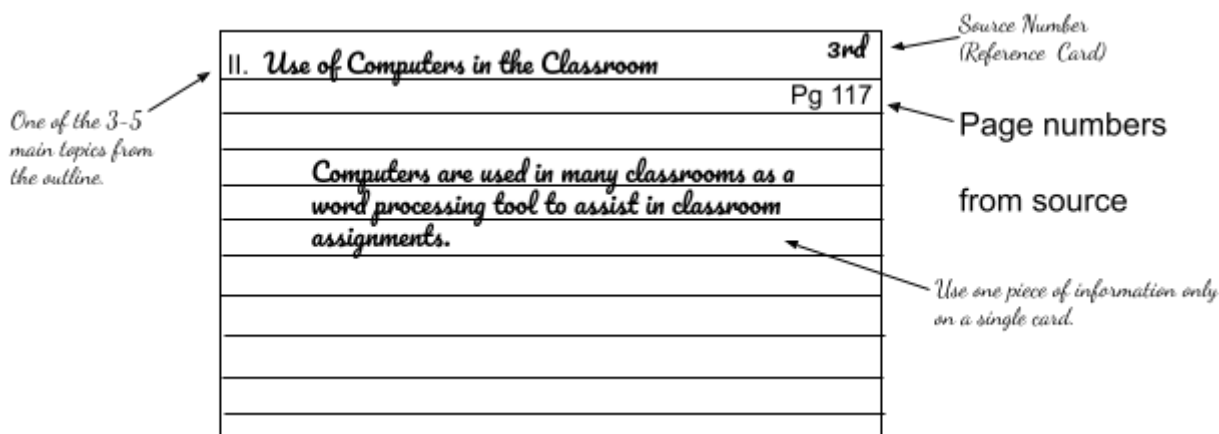 Source Number
(Reference Card)
3rd
II. Use of Computers in the Classroom
Pg 117
Page numbers
from source
One of the 3-5
main topics from
the outline.
Computers are used in many classrooms as a
word processing tool to assist in classroom
assignments.
Use one piece of information only
on a single card.